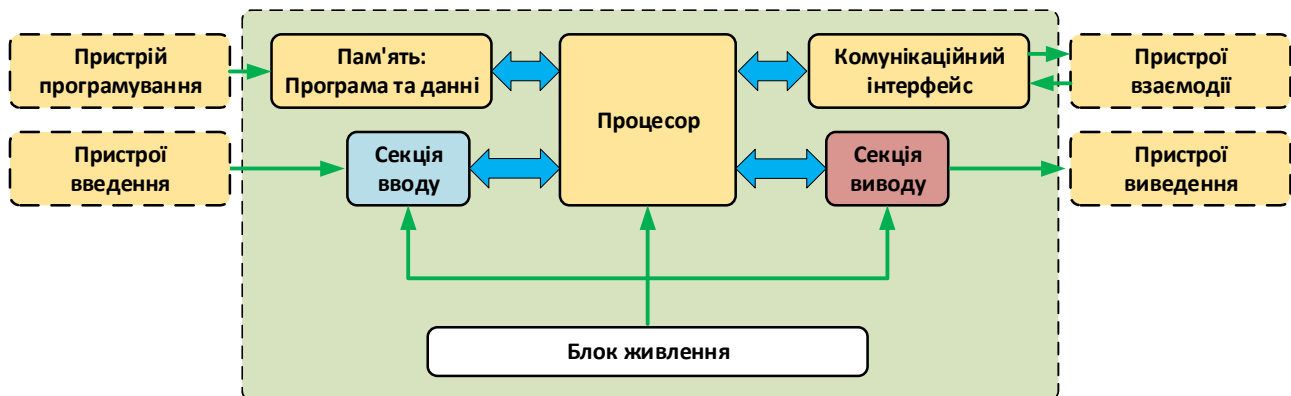 Пристрій
програмування
Пам'ять:
Програма та данні
Процесор
Комунікаційний
інтерфейс
Пристрої
взаємодії
Пристрої
введення
Секція
вводу
Секція
виводу
Пристрої
виведення
Блок живлення